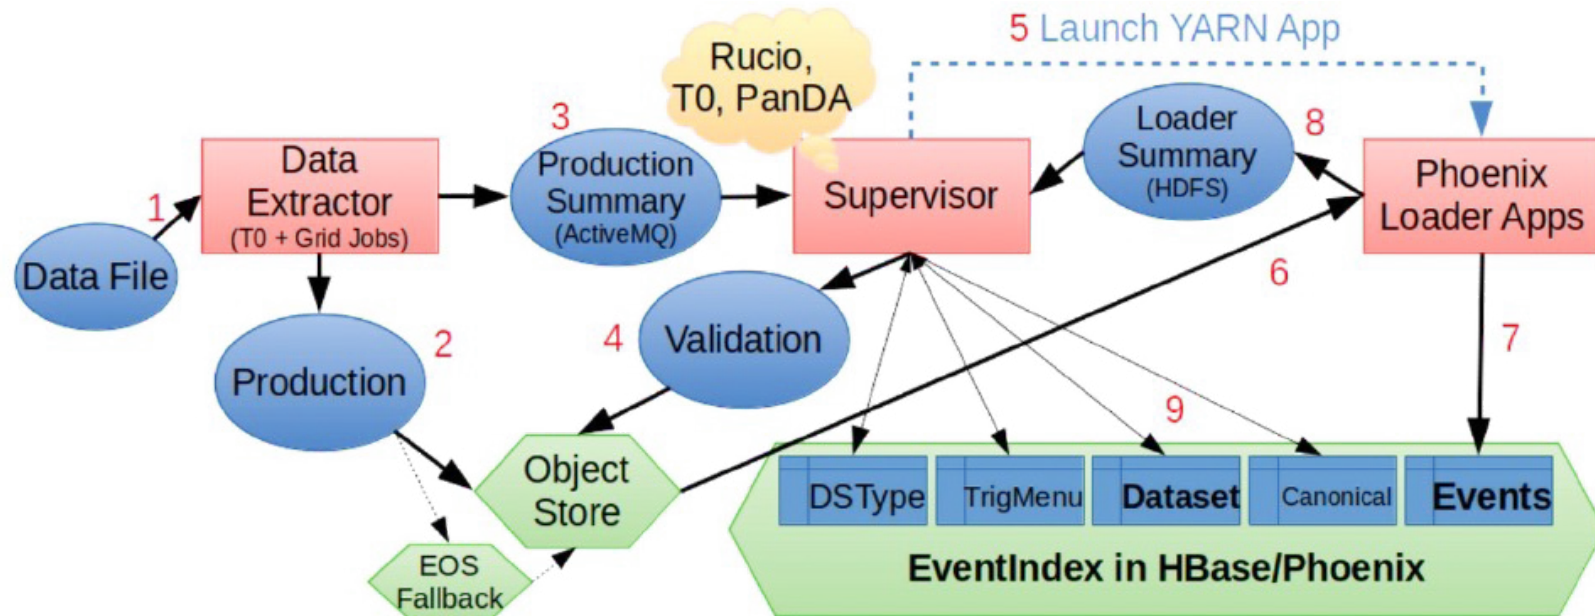 Rucio,
T0, PanDA
5 Launch YARN App
3
8
1
Data
Extractor
(T0 + Grid Jobs)
Production
Summary
(ActiveMQ)
Supervisor
Loader
Summary
(HDFS)
Phoenix
Loader Apps
Data File
6
2
4
Validation
7
Production
9
Object
Store
DSType
TrigMenu
Dataset
Canonical
Events
EOS
Fallback
EventIndex in HBase/Phoenix